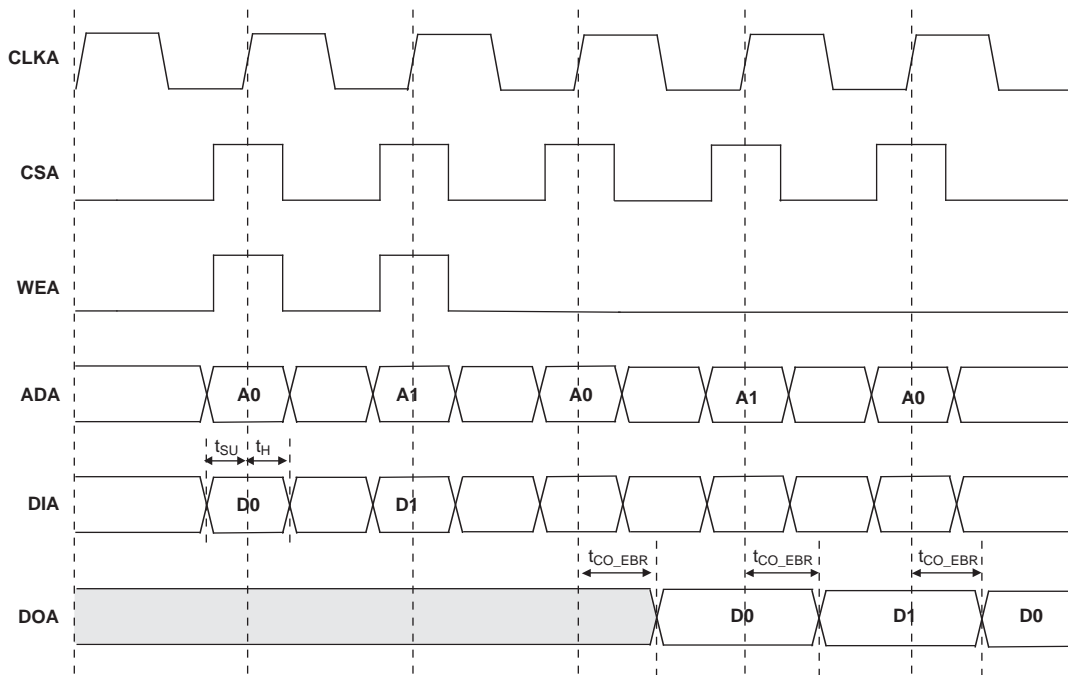 CLKA
CSA
WEA
ADA A0 A1 A0 A1 A0
tSU tH
DIA D0 D1
tCO_EBR tCO_EBR tCO_EBR
DOA D0 D1 D0